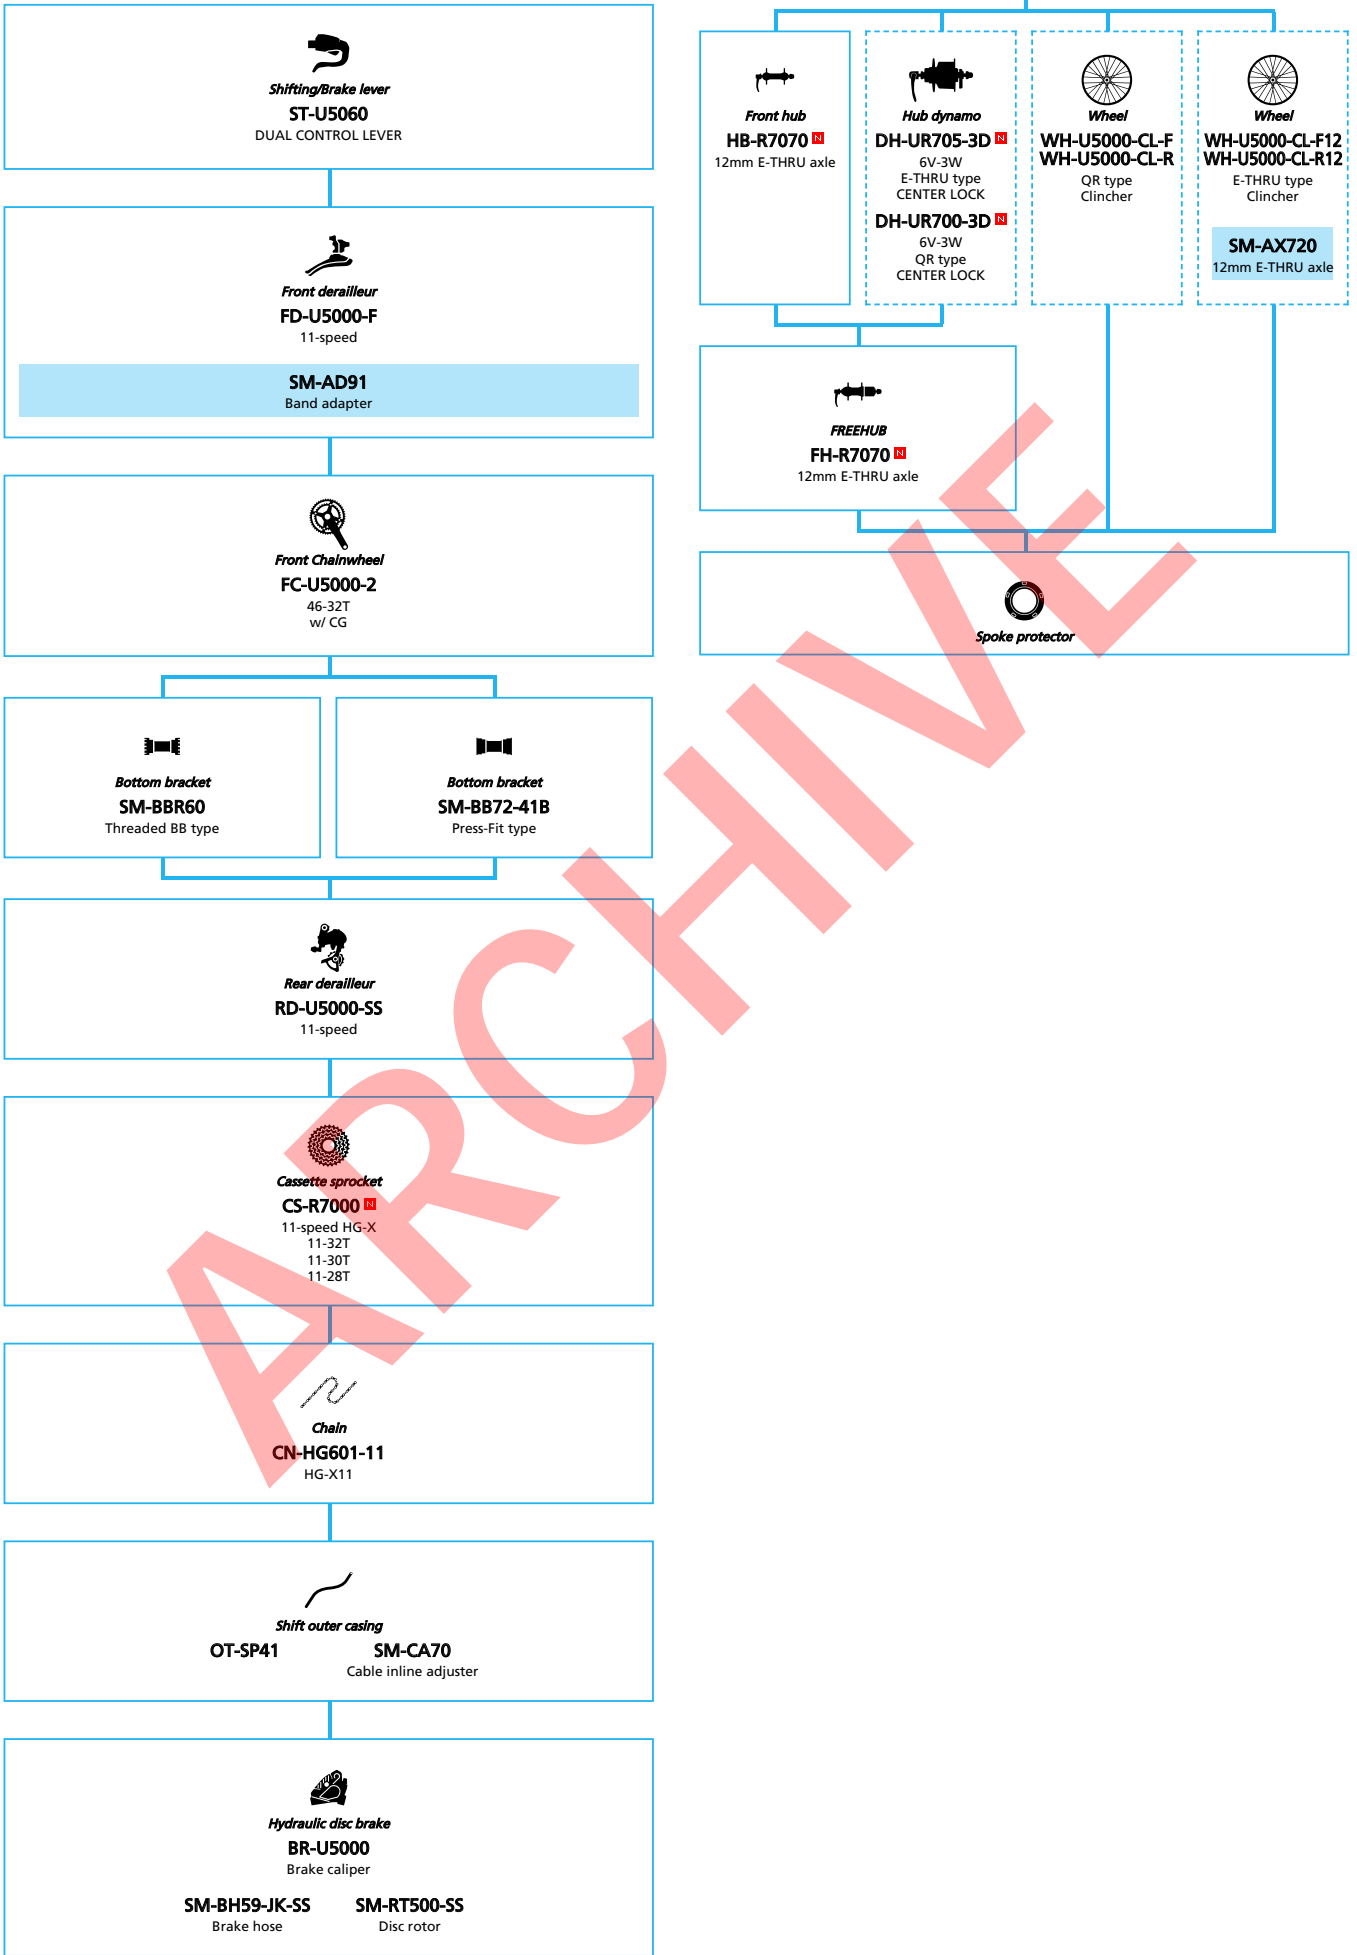 Shifting/Brake lever
ST-U5060
DUAL CONTROL LEVER
Front derailleur
FD-U5000-F
11-speed
SM-AD91
Band adapter
Front Chainwheel
FC-U5000-2
46-32T
w/ CG
Bottom bracket
SM-BBR60
Threaded BB type
Bottom bracket
SM-BB72-41B
Press-Fit type
Rear derailleur
RD-U5000-SS
11-speed
Cassette sprocket
CS-R7000 N
11-speed HG-X
11-32T
11-30T
11-28T
Chain
CN-HG601-11
HG-X11
Shift outer casing
OT-SP41
SM-CA70
Cable inline adjuster
Hydraulic disc brake
BR-U5000
Brake caliper
SM-BH59-JK-SS
Brake hose
SM-RT500-SS
Disc rotor
Front hub
HB-R7070 N
12mm E-THRU axle
Hub dynamo
DH-UR705-3D N
6V-3W
E-THRU type
CENTER LOCK
DH-UR700-3D N
6V-3W
QR type
CENTER LOCK
Wheel
WH-U5000-CL-F
WH-U5000-CL-R
QR type
Clincher
Wheel
WH-U5000-CL-F12
WH-U5000-CL-R12
E-THRU type
Clincher
SM-AX720
12mm E-THRU axle
FREEHUB
FH-R7070 N
12mm E-THRU axle
Spoke protector
ARCHIVE